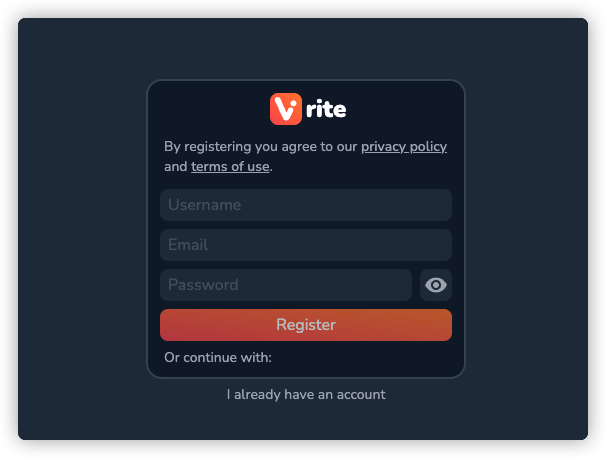 Vrite
By registering you agree to our privacy policy
and terms of use.
Username
Email
Password
Register
Or continue with:
I already have an account